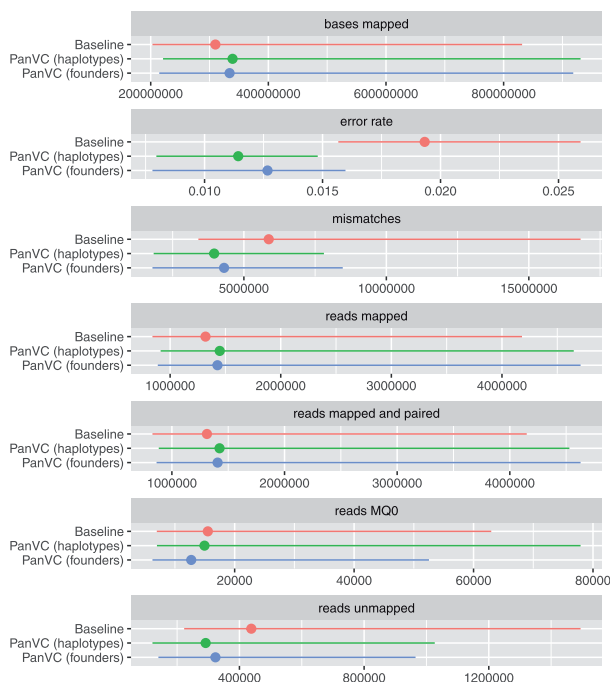 bases mapped
Baseline
PanVC (haplotypes)
PanVC (founders)
200000000 400000000 600000000 800000000
error rate
Baseline
PanVC (haplotypes)
PanVC (founders)
0.010 0.015 0.020 0.025
mismatches
Baseline
PanVC (haplotypes)
PanVC (founders)
5000000 10000000 15000000
reads mapped
Baseline
PanVC (haplotypes)
PanVC (founders)
1000000 2000000 3000000 4000000
reads mapped and paired
Baseline
PanVC (haplotypes)
PanVC (founders)
1000000 2000000 3000000 4000000
reads MQ0
Baseline
PanVC (haplotypes)
PanVC (founders)
20000 40000 60000 80000
reads unmapped
Baseline
PanVC (haplotypes)
PanVC (founders)
400000 800000 1200000